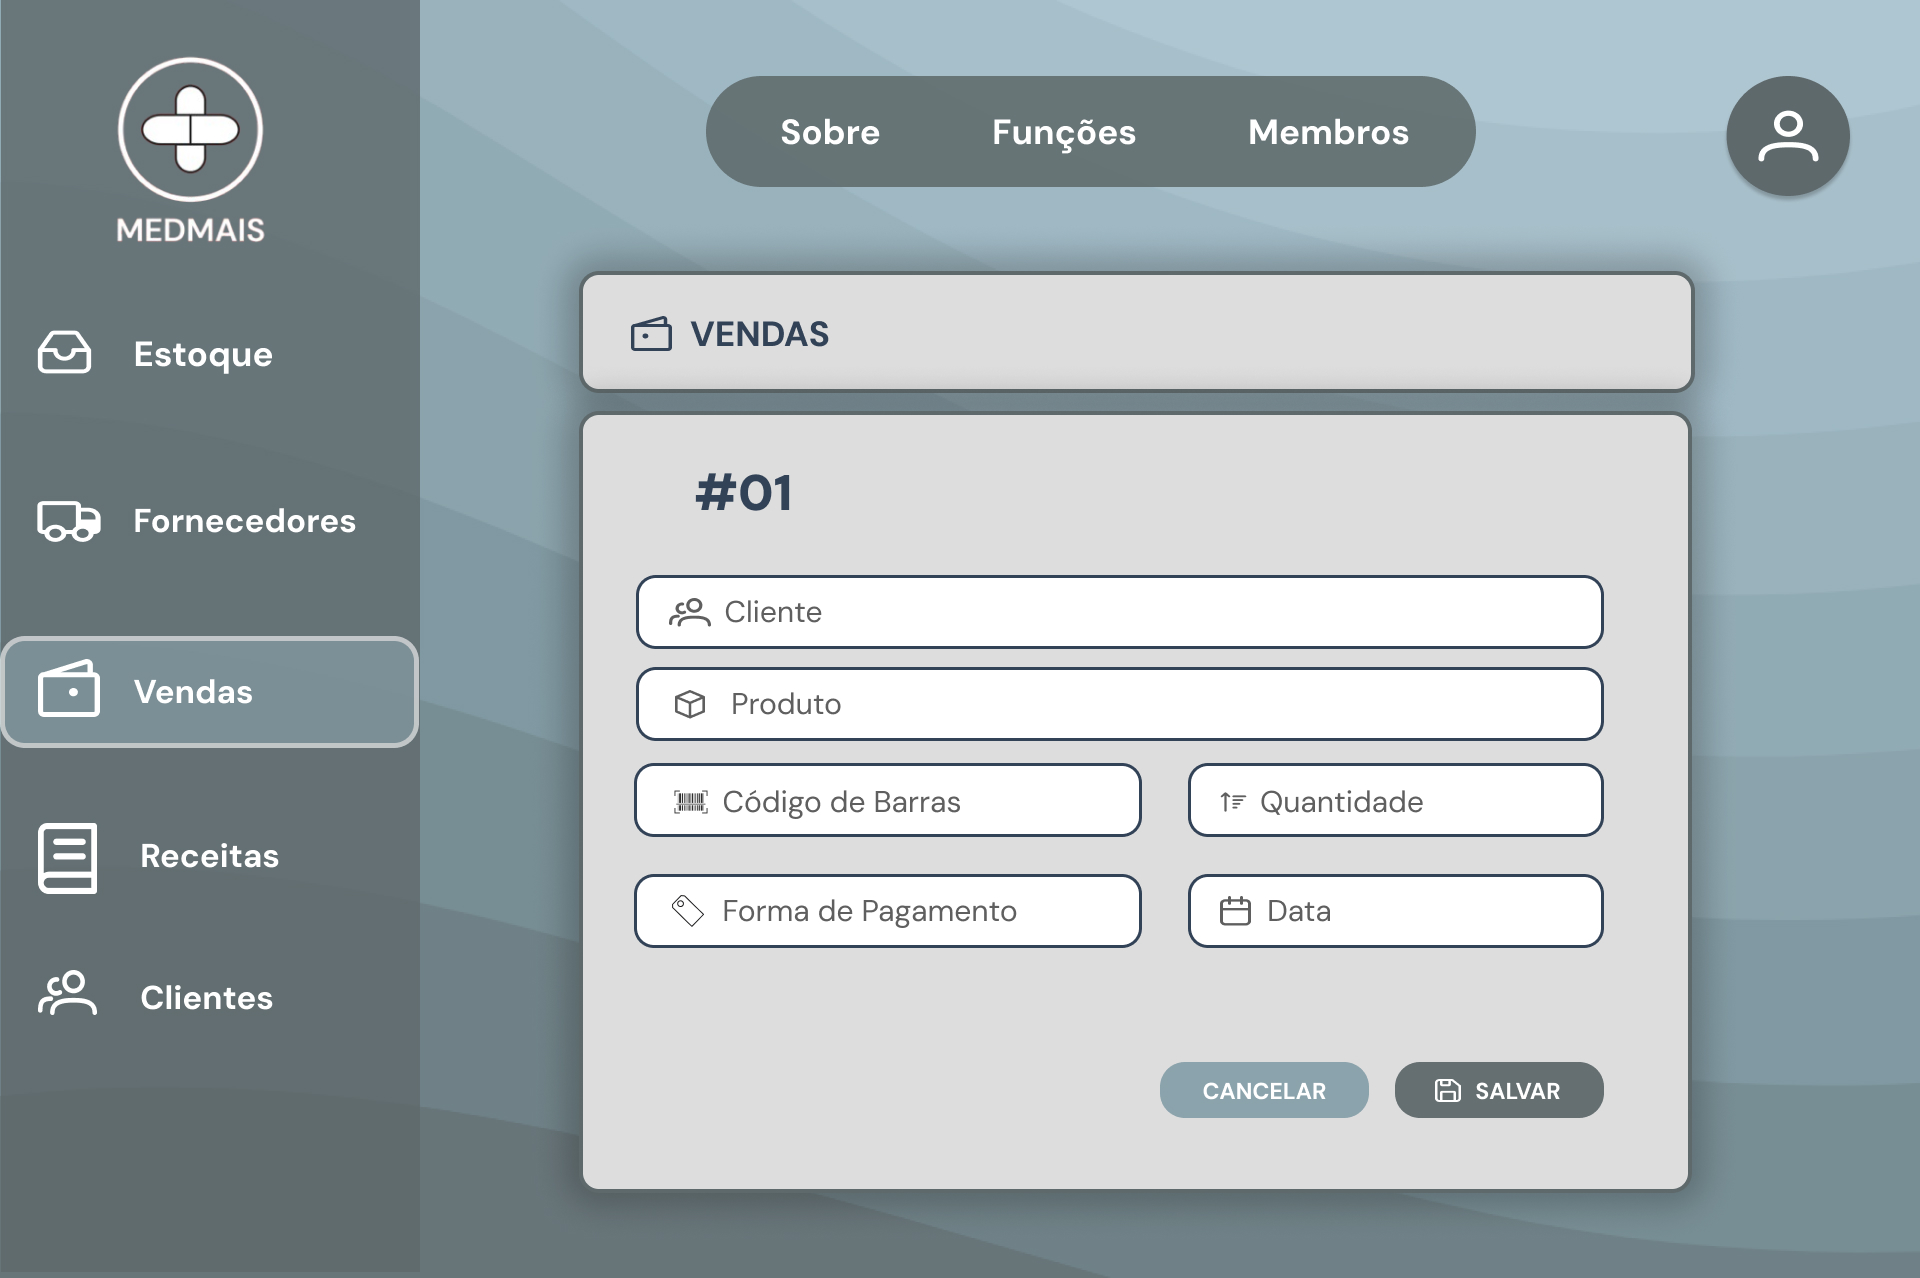 MEDMAIS
Sobre Funções Membros
Estoque
Fornecedores
Vendas
Receitas
Clientes
VENDAS
#01
Cliente
Produto
Código de Barras Quantidade
Forma de Pagamento Data
CANCELAR SALVAR